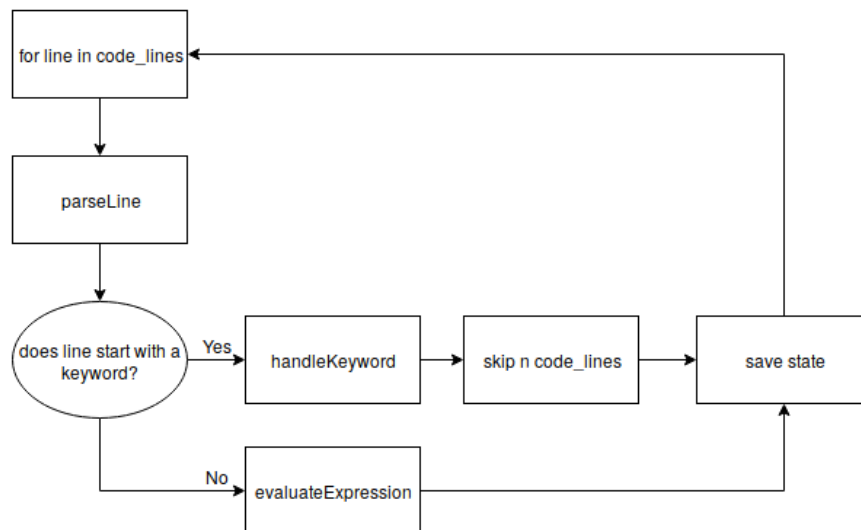 for line in code_lines
parseLine
does line start with a
keyword?
Yes
handleKeyword
skip n code_lines
save state
No
evaluateExpression